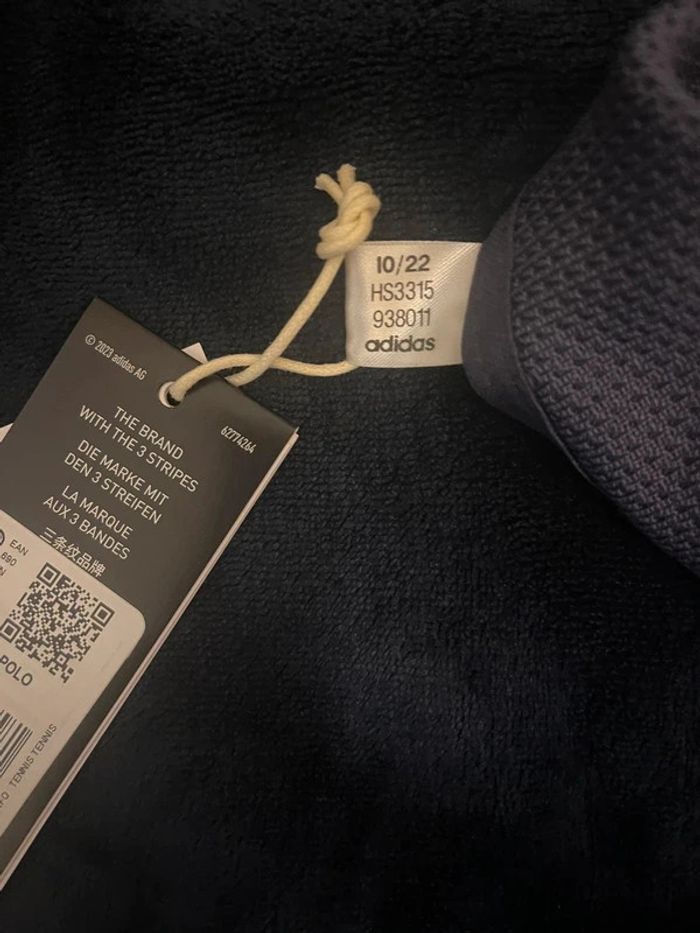 10/22
HS3315
938011
adidas
© 2023 adidas AG
62774264
THE BRAND
WITH THE 3 STRIPES
DIE MARKE MIT
DEN 3 STREIFEN
LA MARQUE
AUX 3 BANDES
三条纹品牌
EAN
690
POLO
TENNIS TENNIS